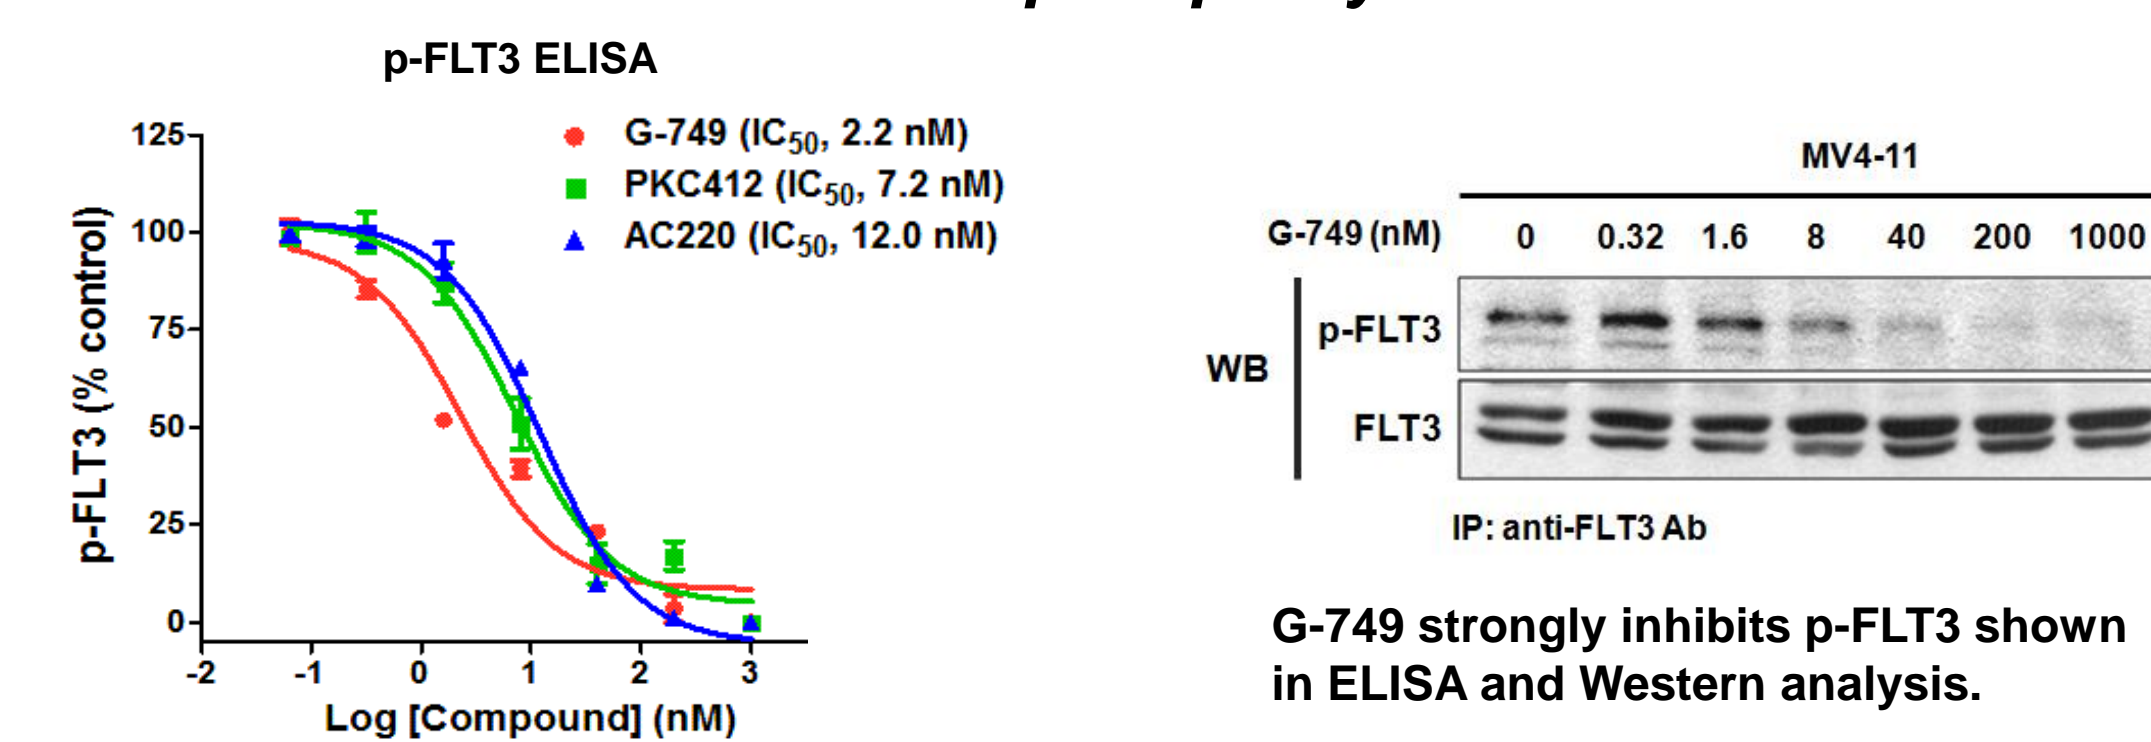 p-FLT3 ELISA
G-749 (IC50, 2.2 nM)
PKC412 (IC50, 7.2 nM)
AC220 (IC50, 12.0 nM)
p-FLT3 (% control)
125
100
75
50
25
0
-2 -1 0 1 2 3
Log [Compound] (nM)
MV4-11
G-749 (nM) 0 0.32 1.6 8 40 200 1000
WB
p-FLT3
FLT3
IP: anti-FLT3 Ab
G-749 strongly inhibits p-FLT3 shown
in ELISA and Western analysis.